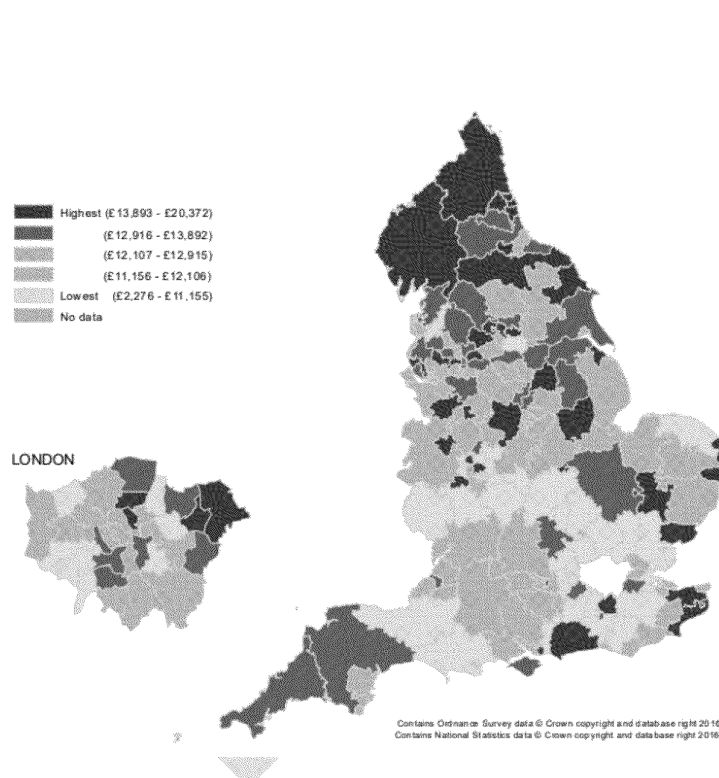 Highest (£13,893 - £20,372)
(£12,916 - £13,892)
(£12,107 - £12,915)
(£11,156 - £12,106)
Lowest (£2,276 - £11,155)
No data
LONDON
Contains Ordnance Survey data © Crown copyright and database right 2016
Contains National Statistics data © Crown copyright and database right 2016